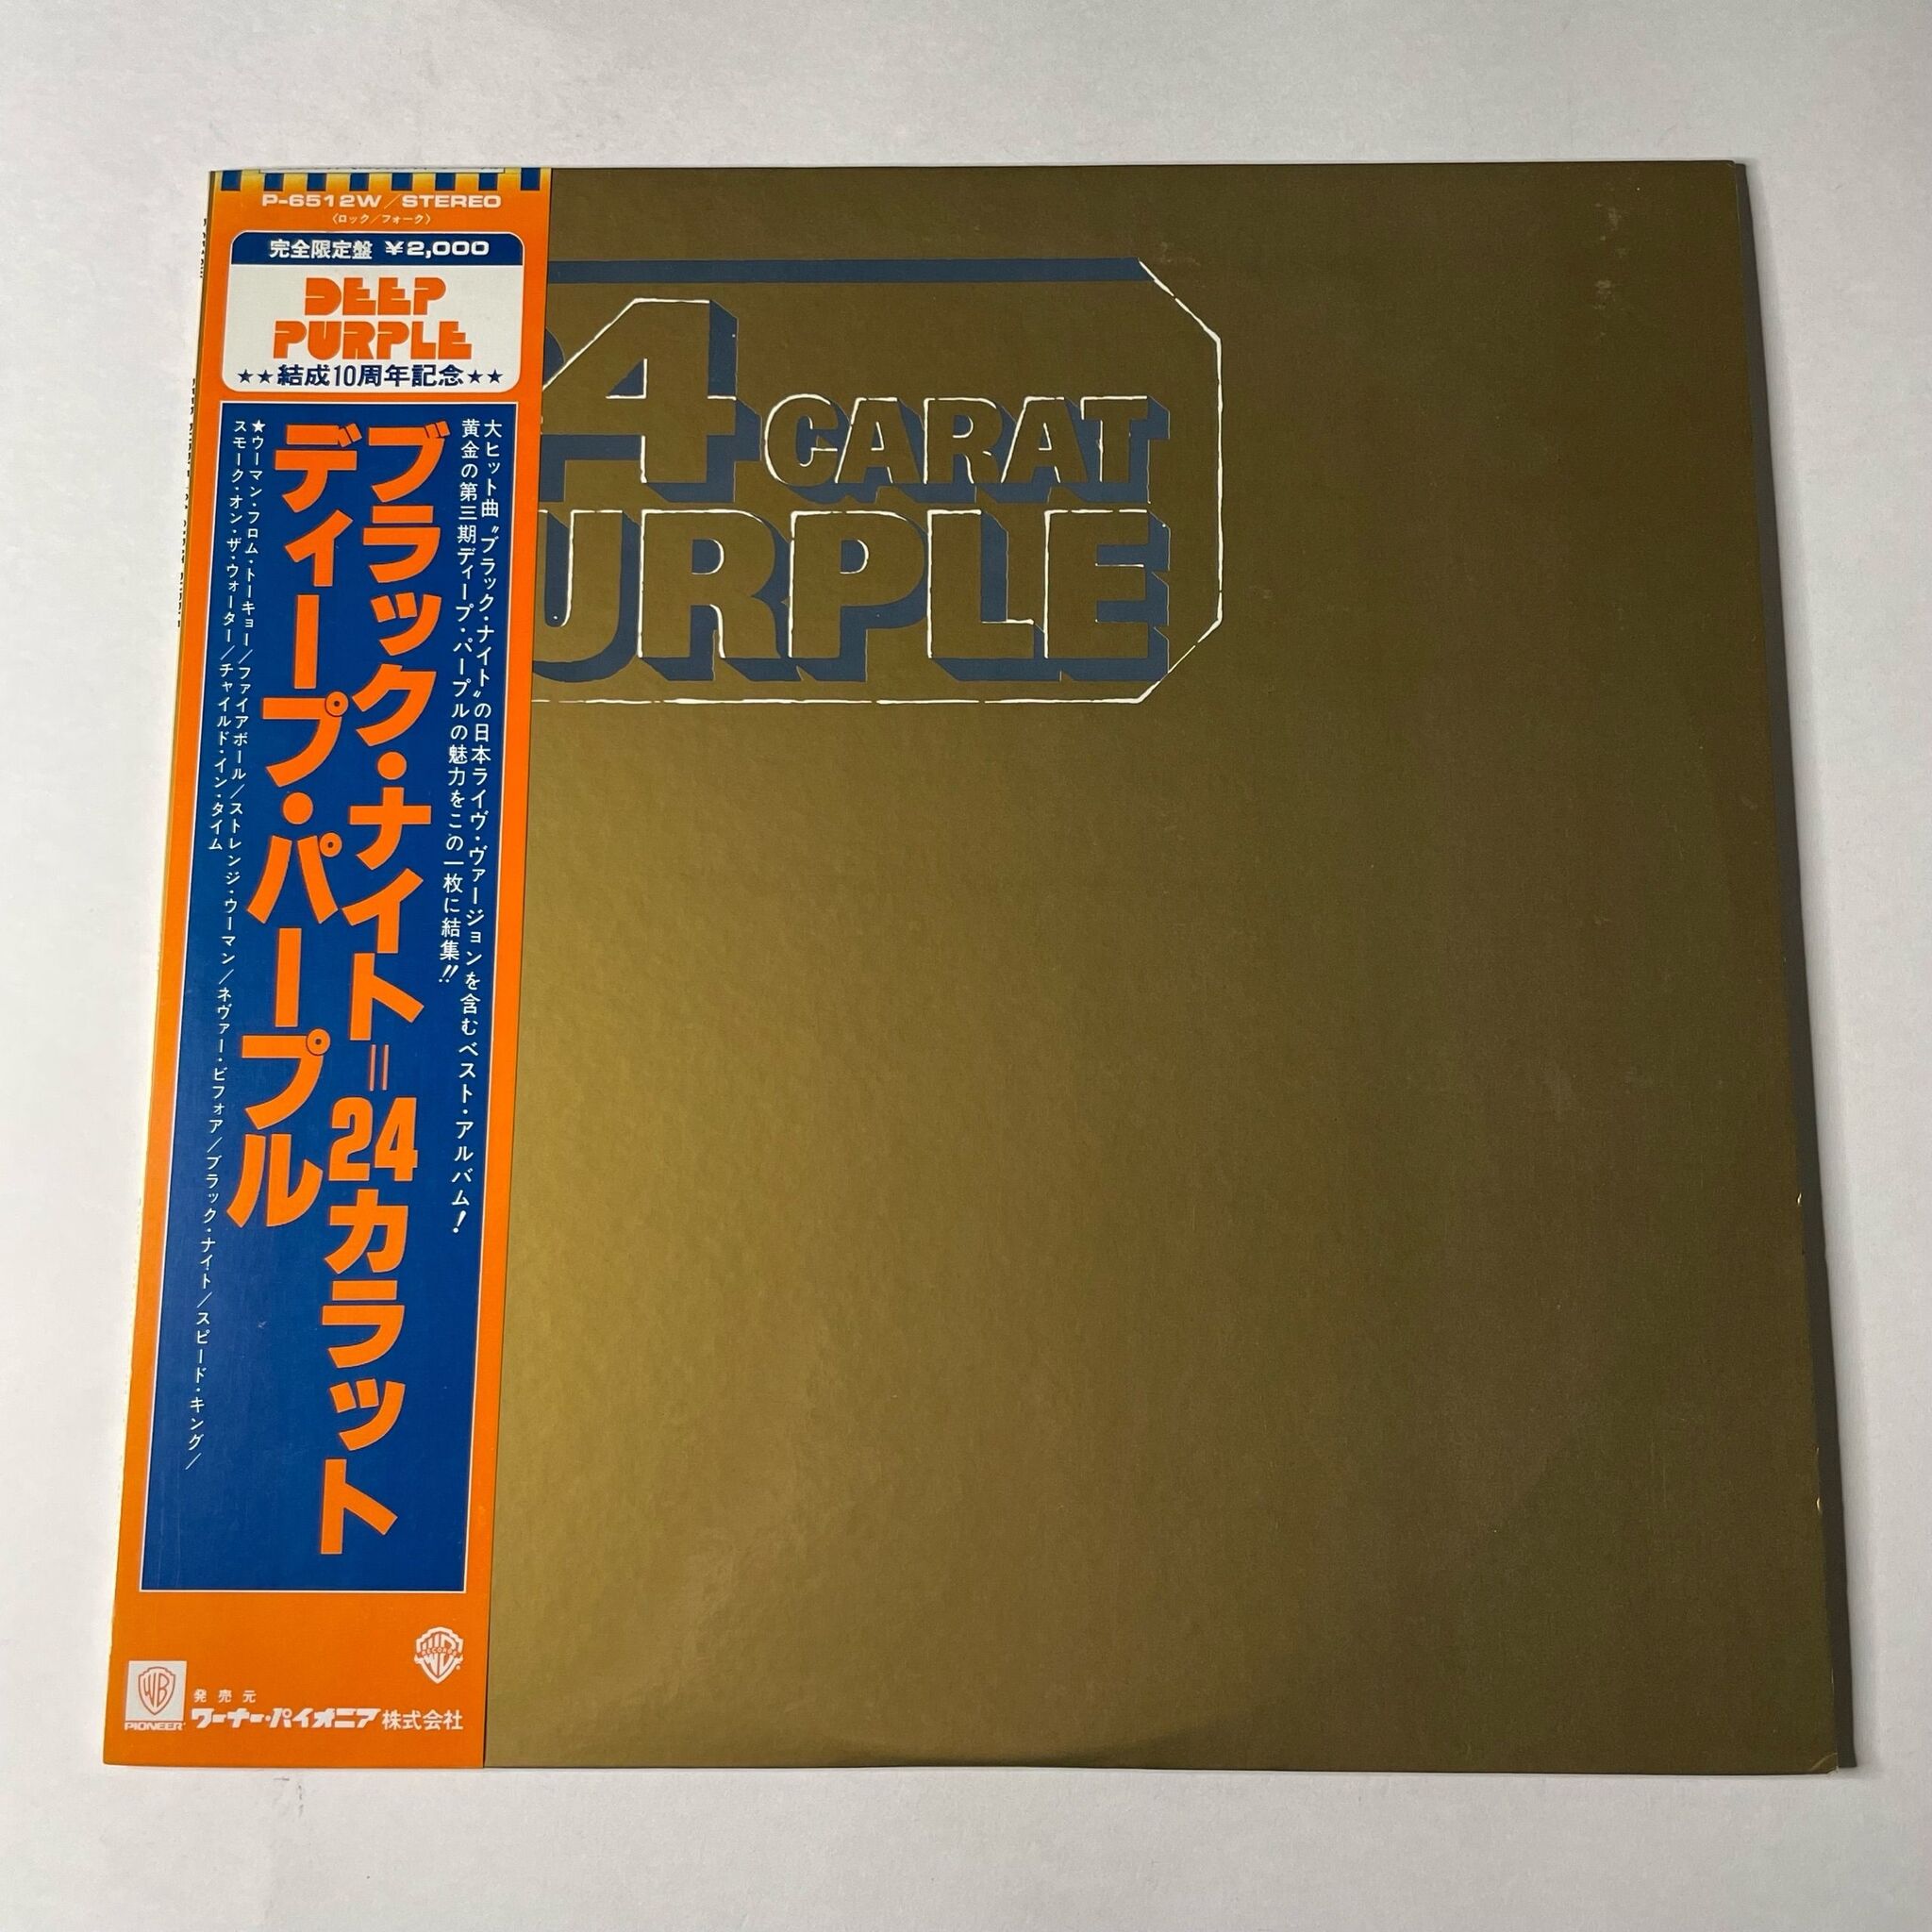 P-6512W/STEREO
〈ロック/フォーク〉
完全限定盤 ¥2,000
DEEP
PURPLE
★★結成10周年記念★★
大ヒット曲〝ブラック・ナイト〟の日本ライヴ・ヴァージョンを含むベスト・アルバム!
黄金の第三期ディープ・パープルの魅力をこの一枚に結集!!
ブラック・ナイト=24カラット
ディープ・パープル
★ウーマン・フロム・トーキョー/ファイアボール/ストレンジ・ウーマン/ネヴァー・ビフォア/ブラック・ナイト/スピード・キング/
スモーク・オン・ザ・ウォーター/チャイルド・イン・タイム
RECORDS
WB
PIONEER
発売元
ワーナー・パイオニア株式会社
4 CARAT
URPLE